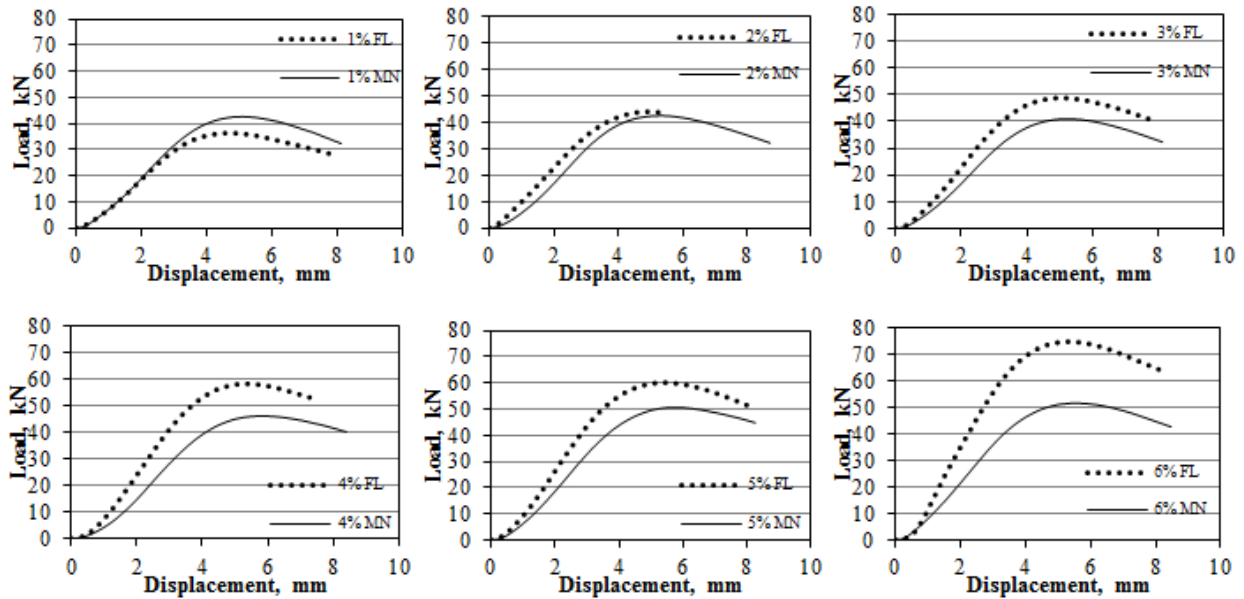 80
70
60
50
40
30
20
10
0
Load, kN
1% FL
1% MN
0 2 4 6 8 10
Displacement, mm
80
70
60
50
40
30
20
10
0
Load, kN
2% FL
2% MN
0 2 4 6 8 10
Displacement, mm
80
70
60
50
40
30
20
10
0
Load, kN
3% FL
3% MN
0 2 4 6 8 10
Displacement, mm
80
70
60
50
40
30
20
10
0
Load, kN
4% FL
4% MN
0 2 4 6 8 10
Displacement, mm
80
70
60
50
40
30
20
10
0
Load, kN
5% FL
5% MN
0 2 4 6 8 10
Displacement, mm
80
70
60
50
40
30
20
10
0
Load, kN
6% FL
6% MN
0 2 4 6 8 10
Displacement, mm